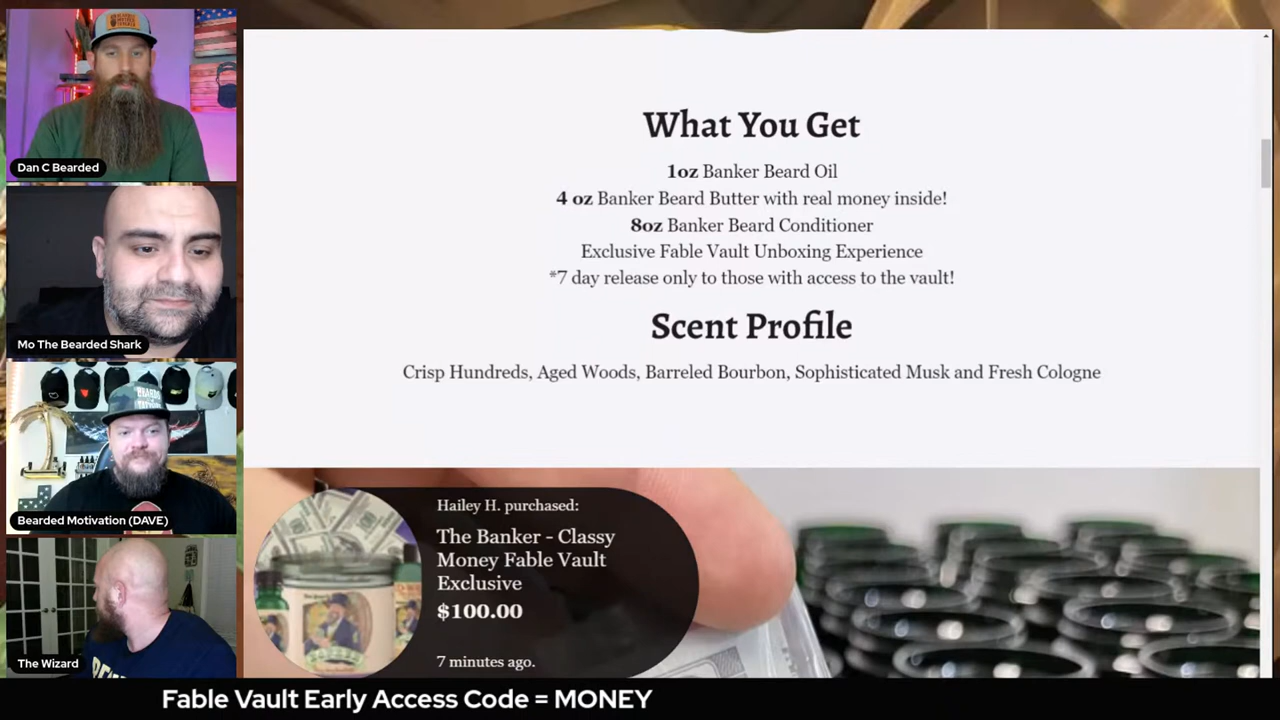 Dan C Bearded
Mo The Bearded Shark
Bearded Motivation (DAVE)
The Wizard
What You Get
1oz Banker Beard Oil
4 oz Banker Beard Butter with real money inside!
8oz Banker Beard Conditioner
Exclusive Fable Vault Unboxing Experience
*7 day release only to those with access to the vault!
Scent Profile
Crisp Hundreds, Aged Woods, Barreled Bourbon, Sophisticated Musk and Fresh Cologne
Hailey H. purchased:
The Banker - Classy
Money Fable Vault
Exclusive
$100.00
7 minutes ago.
Fable Vault Early Access Code = MONEY